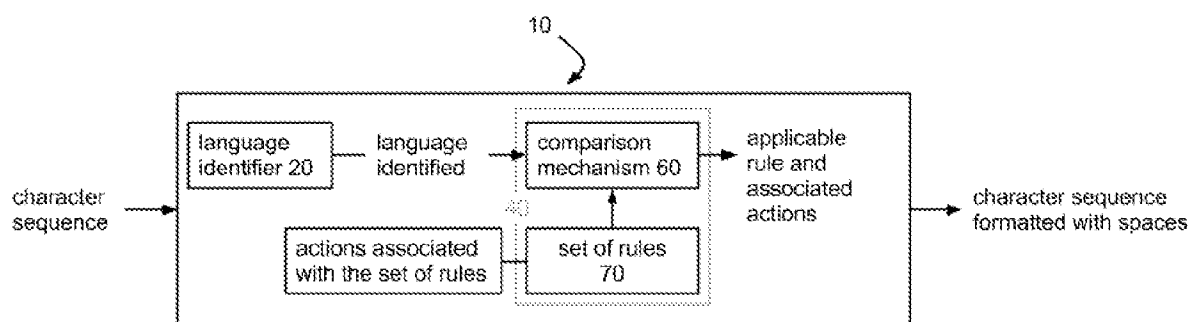 10
language
identifier 20
language
identified
comparison
mechanism 60
applicable
rule and
associated
actions
character
sequence
40
actions associated
with the set of rules
set of rules
70
character sequence
formatted with spaces